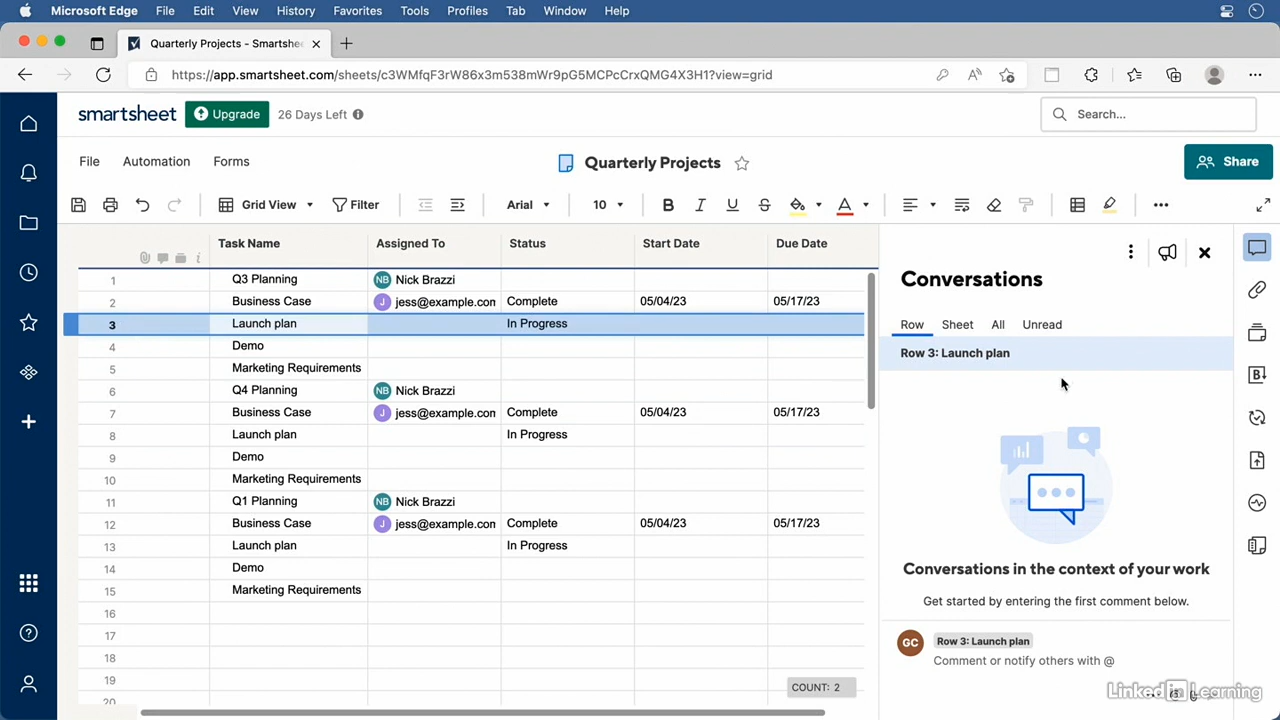 Microsoft Edge File Edit View History Favorites Tools Profiles Tab Window Help
Quarterly Projects - Smartshe
https://app.smartsheet.com/sheets/c3WMfqF3rW86x3m538mWr9pG5MCPcCrxQMG4X3H1?view=grid
smartsheet Upgrade 26 Days Left Search...
File Automation Forms Quarterly Projects Share
Grid View Filter Arial 10 B I U S A
Task Name Assigned To Status Start Date Due Date
1 Q3 Planning NB Nick Brazzi
2 Business Case J jess@example.com Complete 05/04/23 05/17/23
3 Launch plan In Progress
4 Demo
5 Marketing Requirements
6 Q4 Planning NB Nick Brazzi
7 Business Case J jess@example.com Complete 05/04/23 05/17/23
8 Launch plan In Progress
9 Demo
10 Marketing Requirements
11 Q1 Planning NB Nick Brazzi
12 Business Case J jess@example.com Complete 05/04/23 05/17/23
13 Launch plan In Progress
14 Demo
15 Marketing Requirements
16
17
18
19
20
COUNT: 2
Conversations
Row Sheet All Unread
Row 3: Launch plan
Conversations in the context of your work
Get started by entering the first comment below.
GC Row 3: Launch plan
Comment or notify others with @
LinkedIn Learning